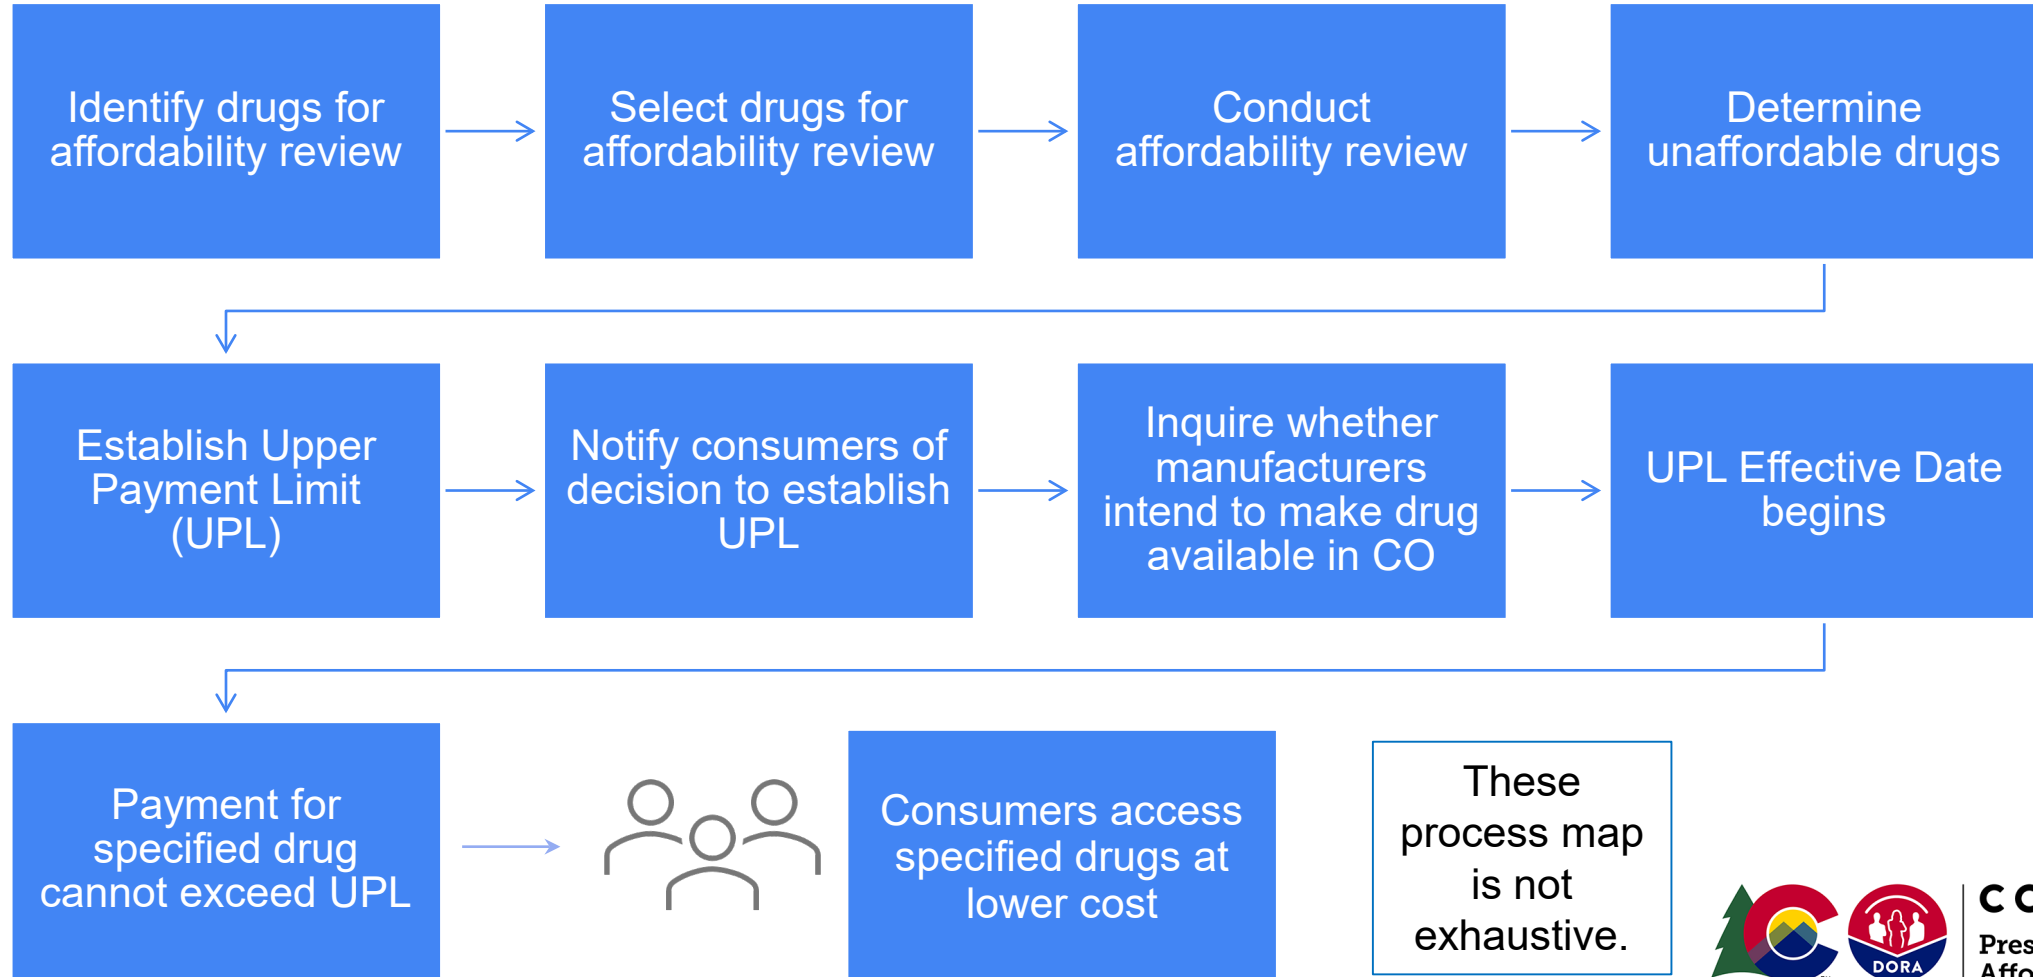 Identify drugs for
affordability review
Select drugs for
affordability review
Conduct
affordability review
Determine
unaffordable drugs
Establish Upper
Payment Limit
(UPL)
Notify consumers of
decision to establish
UPL
Inquire whether
manufacturers
intend to make drug
available in CO
UPL Effective Date
begins
Payment for
specified drug
cannot exceed UPL
Consumers access
specified drugs at
lower cost
These
process map
is not
exhaustive.
DORA